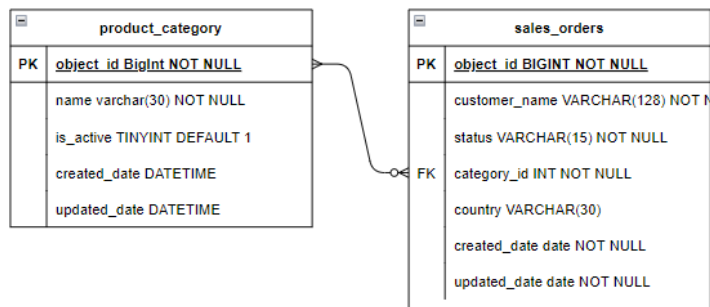 product_category
PK object_id BigInt NOT NULL
name varchar(30) NOT NULL
is_active TINYINT DEFAULT 1
created_date DATETIME
updated_date DATETIME
sales_orders
PK object_id BIGINT NOT NULL
customer_name VARCHAR(128) NOT N
status VARCHAR(15) NOT NULL
FK category_id INT NOT NULL
country VARCHAR(30)
created_date date NOT NULL
updated_date date NOT NULL